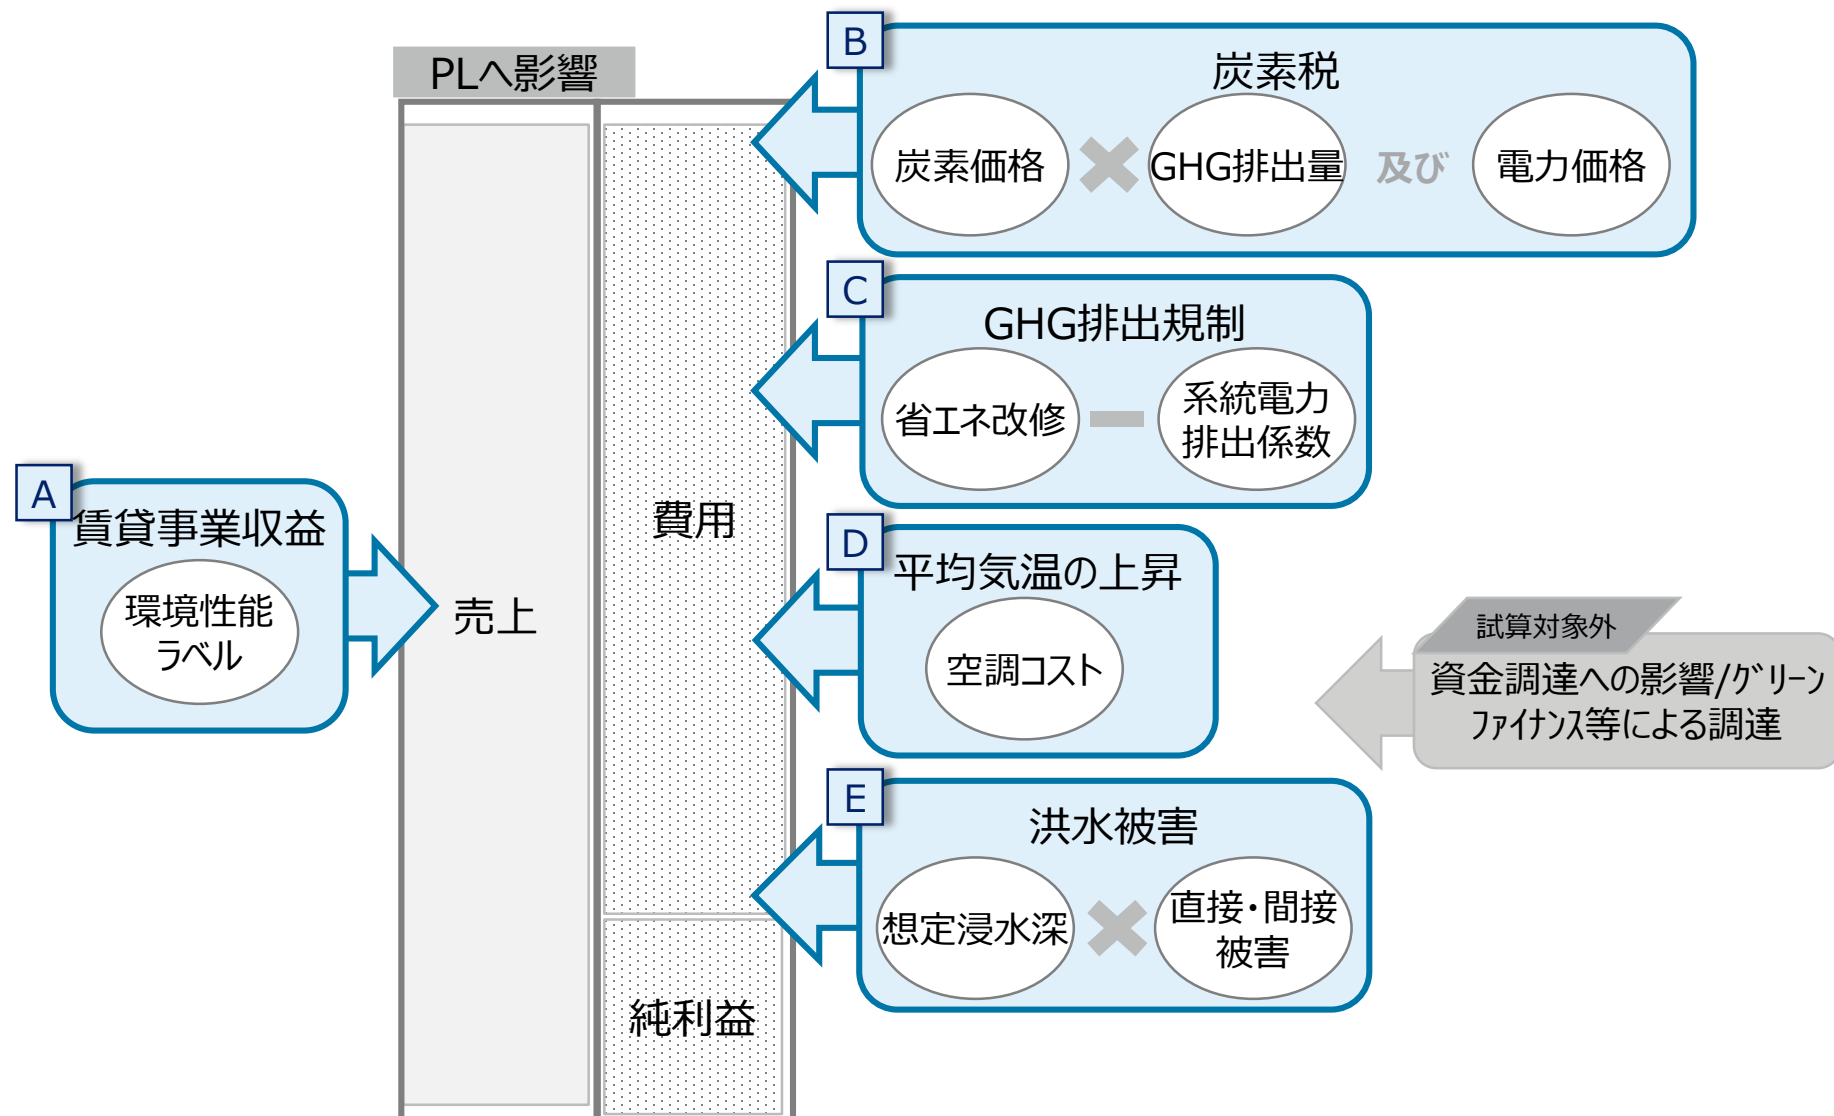 PLへ影響
A
賃貸事業収益
環境性能
ラベル
売上
費用
純利益
B
炭素税
炭素価格
×
GHG排出量
及び
電力価格
C
GHG排出規制
省エネ改修
－
系統電力
排出係数
D
平均気温の上昇
空調コスト
E
洪水被害
想定浸水深
×
直接・間接
被害
試算対象外
資金調達への影響/グリーン
ファイナンス等による調達